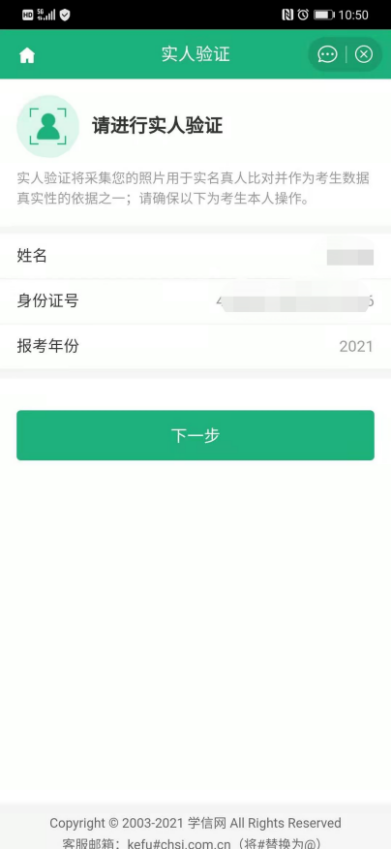 HD 5G 10:50
实人验证
请进行实人验证
实人验证将采集您的照片用于实名真人比对并作为考生数据
真实性的依据之一；请确保以下为考生本人操作。
姓名
身份证号 4 6
报考年份 2021
下一步
Copyright © 2003-2021 学信网 All Rights Reserved
客服邮箱：kefu#chsi.com.cn（将#替换为@）